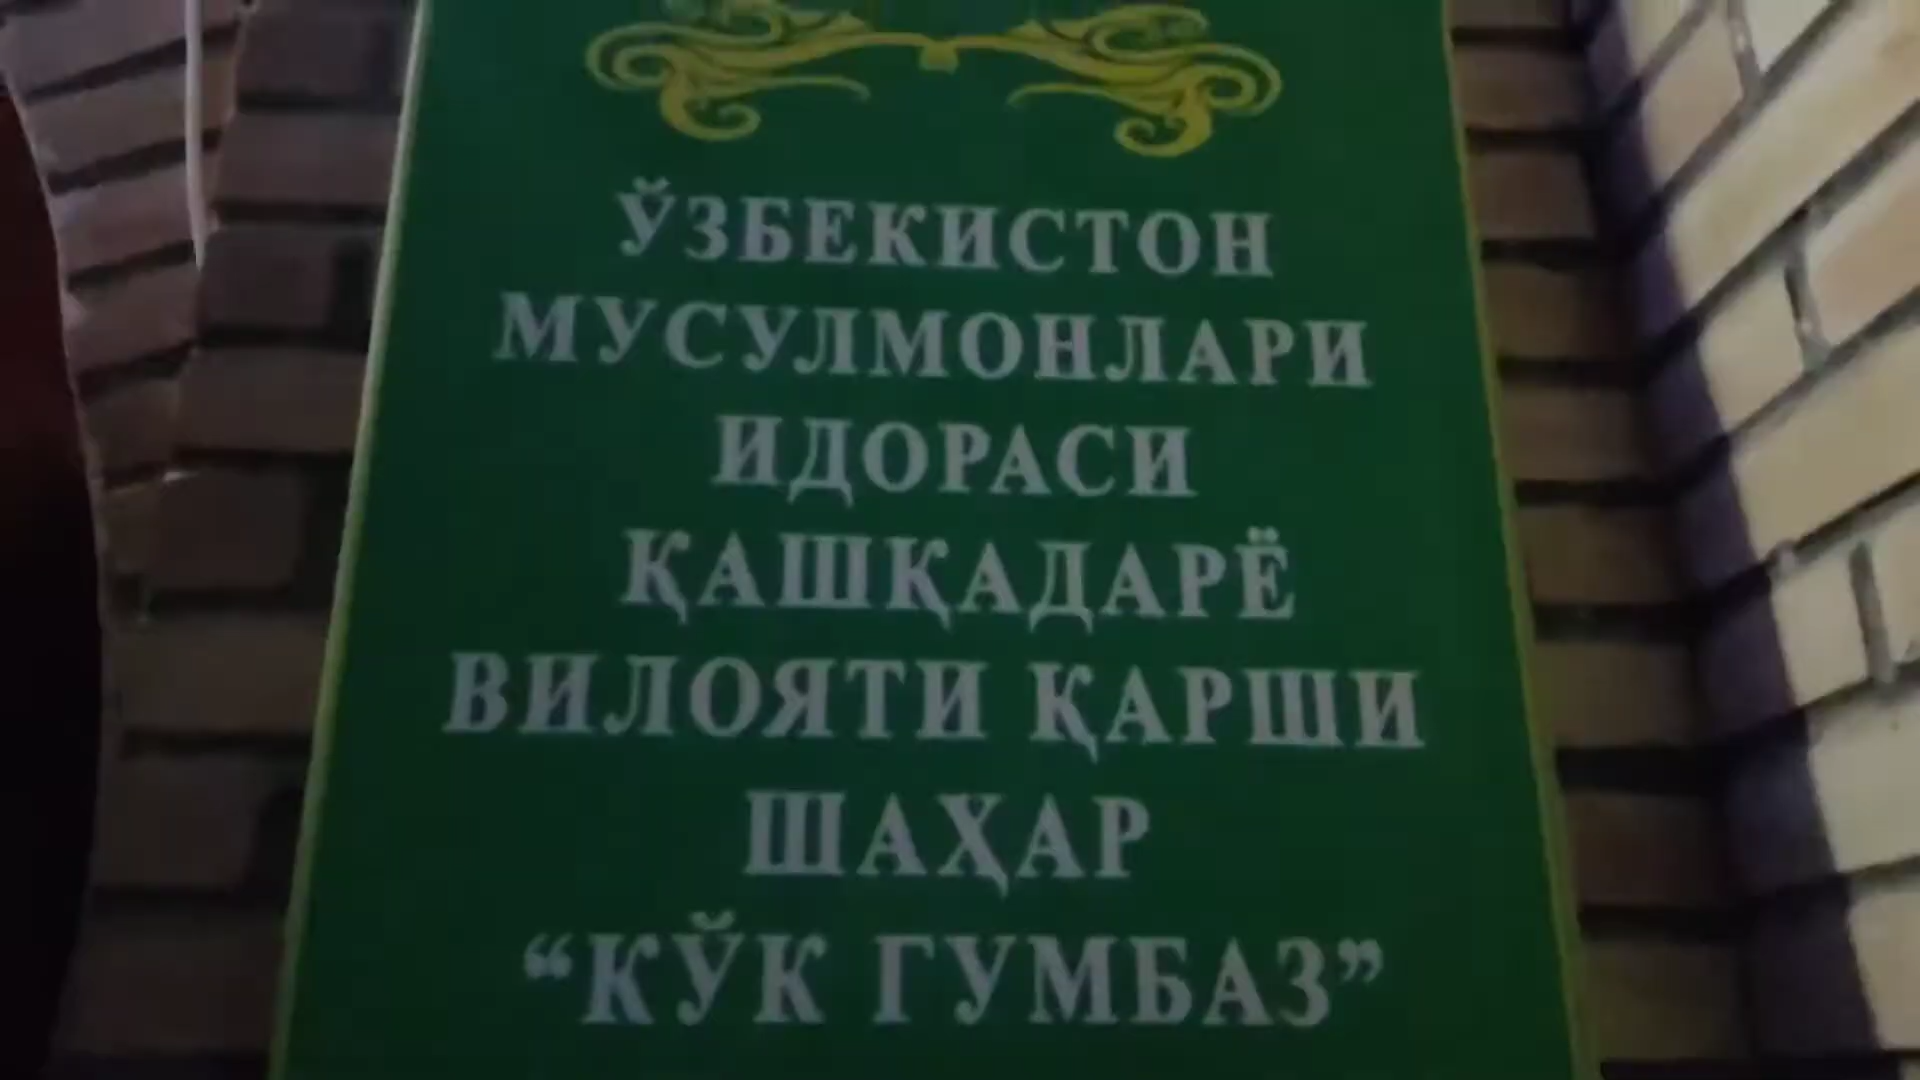 ЎЗБЕКИСТОН
МУСУЛМОНЛАРИ
ИДОРАСИ
ҚАШҚАДАРЁ
ВИЛОЯТИ ҚАРШИ
ШАҲАР
“КЎК ГУМБАЗ”